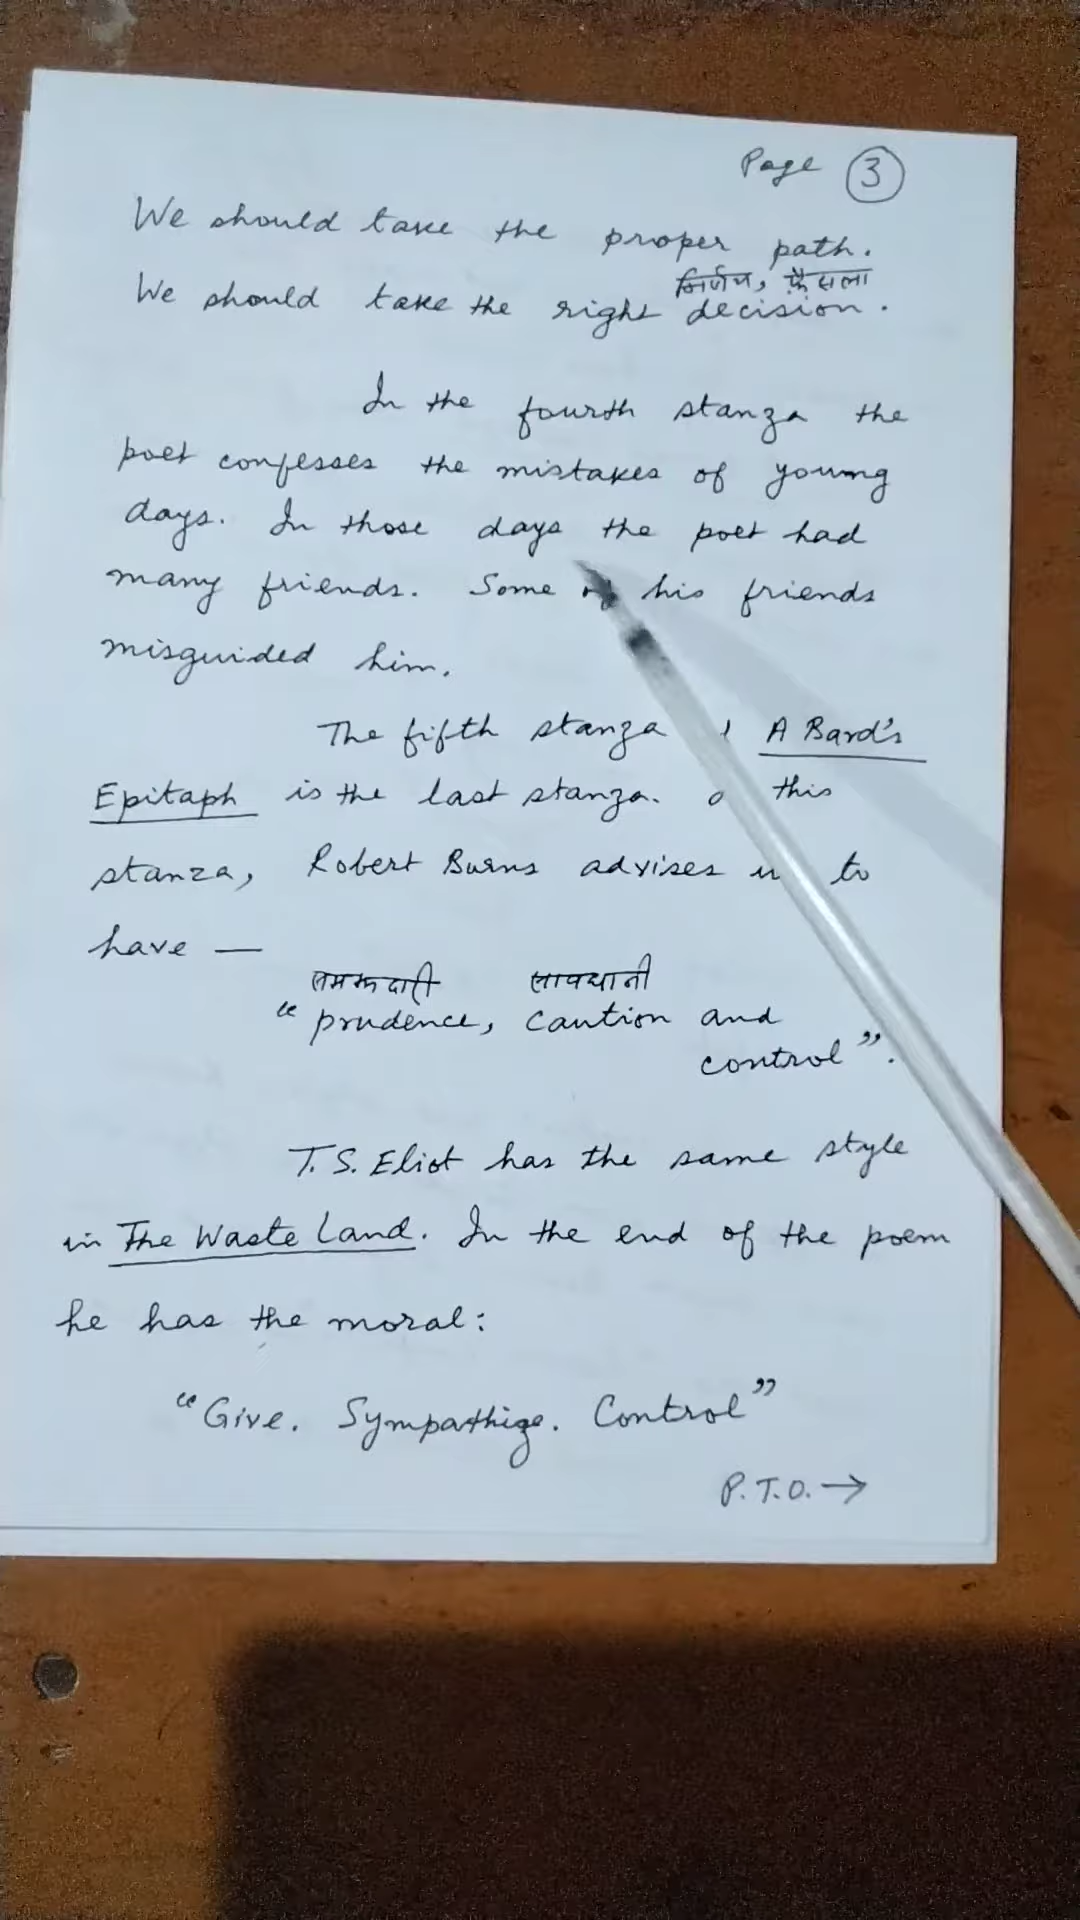 Page 3
We should take the proper path.
निर्णय, फ़ैसला
We should take the right decision.
In the fourth stanza the
poet confesses the mistakes of young
days. In those days the poet had
many friends. Some of his friends
misguided him.
The fifth stanza A Bard's
Epitaph is the last stanza. this
stanza, Robert Burns advises to
have —
समझदारी सावधानी
"prudence, caution and
control".
T.S. Eliot has the same style
in The Waste Land. In the end of the poem
he has the moral:
"Give. Sympathize. Control"
P.T.O. →